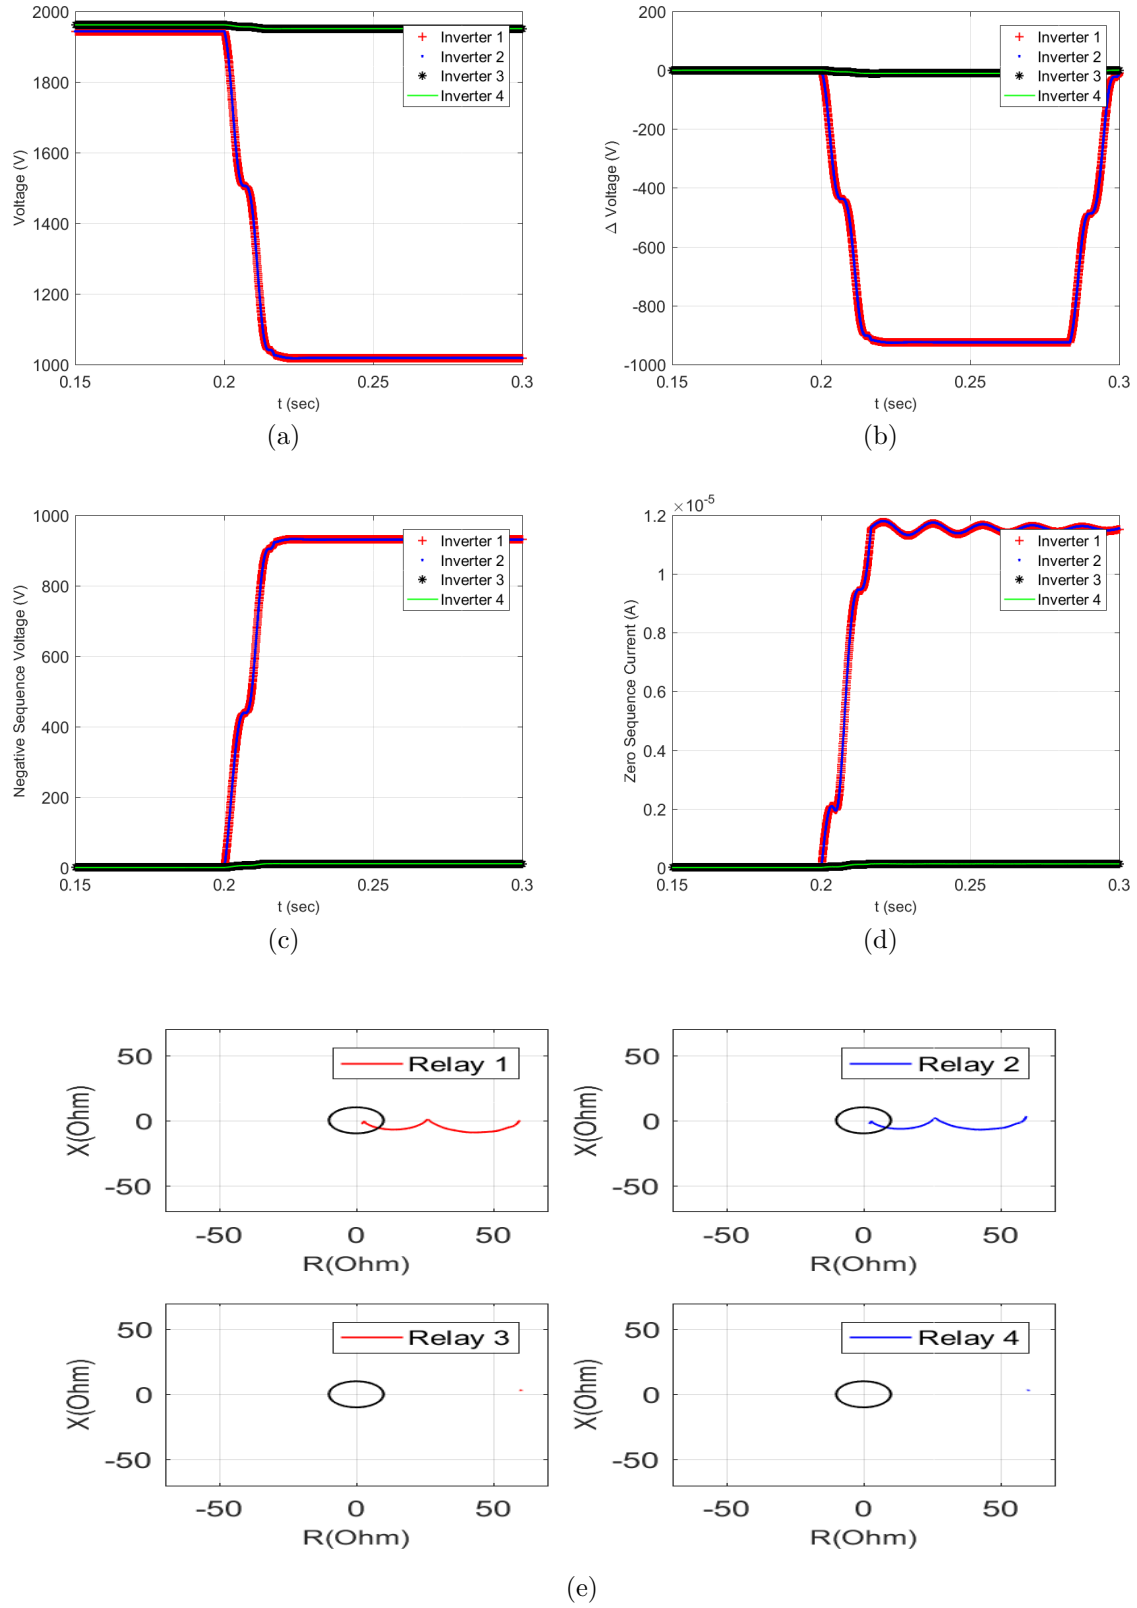 2000
1800
1600
1400
1200
1000
Voltage (V)
0.15
0.2
0.25
0.3
t (sec)
Inverter 1
Inverter 2
Inverter 3
Inverter 4
(a)
200
0
-200
-400
-600
-800
-1000
Δ Voltage (V)
0.15
0.2
0.25
0.3
t (sec)
Inverter 1
Inverter 2
Inverter 3
Inverter 4
(b)
1000
800
600
400
200
0
Negative Sequence Voltage (V)
0.15
0.2
0.25
0.3
t (sec)
Inverter 1
Inverter 2
Inverter 3
Inverter 4
(c)
×10-5
1.2
1
0.8
0.6
0.4
0.2
0
Zero Sequence Current (A)
0.15
0.2
0.25
0.3
t (sec)
Inverter 1
Inverter 2
Inverter 3
Inverter 4
(d)
50
0
-50
X(Ohm)
-50
0
50
R(Ohm)
Relay 1
50
0
-50
X(Ohm)
-50
0
50
R(Ohm)
Relay 2
50
0
-50
X(Ohm)
-50
0
50
R(Ohm)
Relay 3
50
0
-50
X(Ohm)
-50
0
50
R(Ohm)
Relay 4
(e)